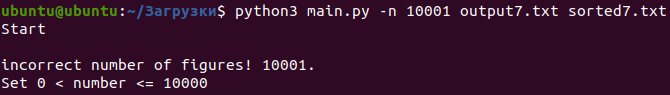 ubuntu@ubuntu:~/Загрузки$ python3 main.py -n 10001 output7.txt sorted7.txt
Start
incorrect number of figures! 10001.
Set 0 < number <= 10000